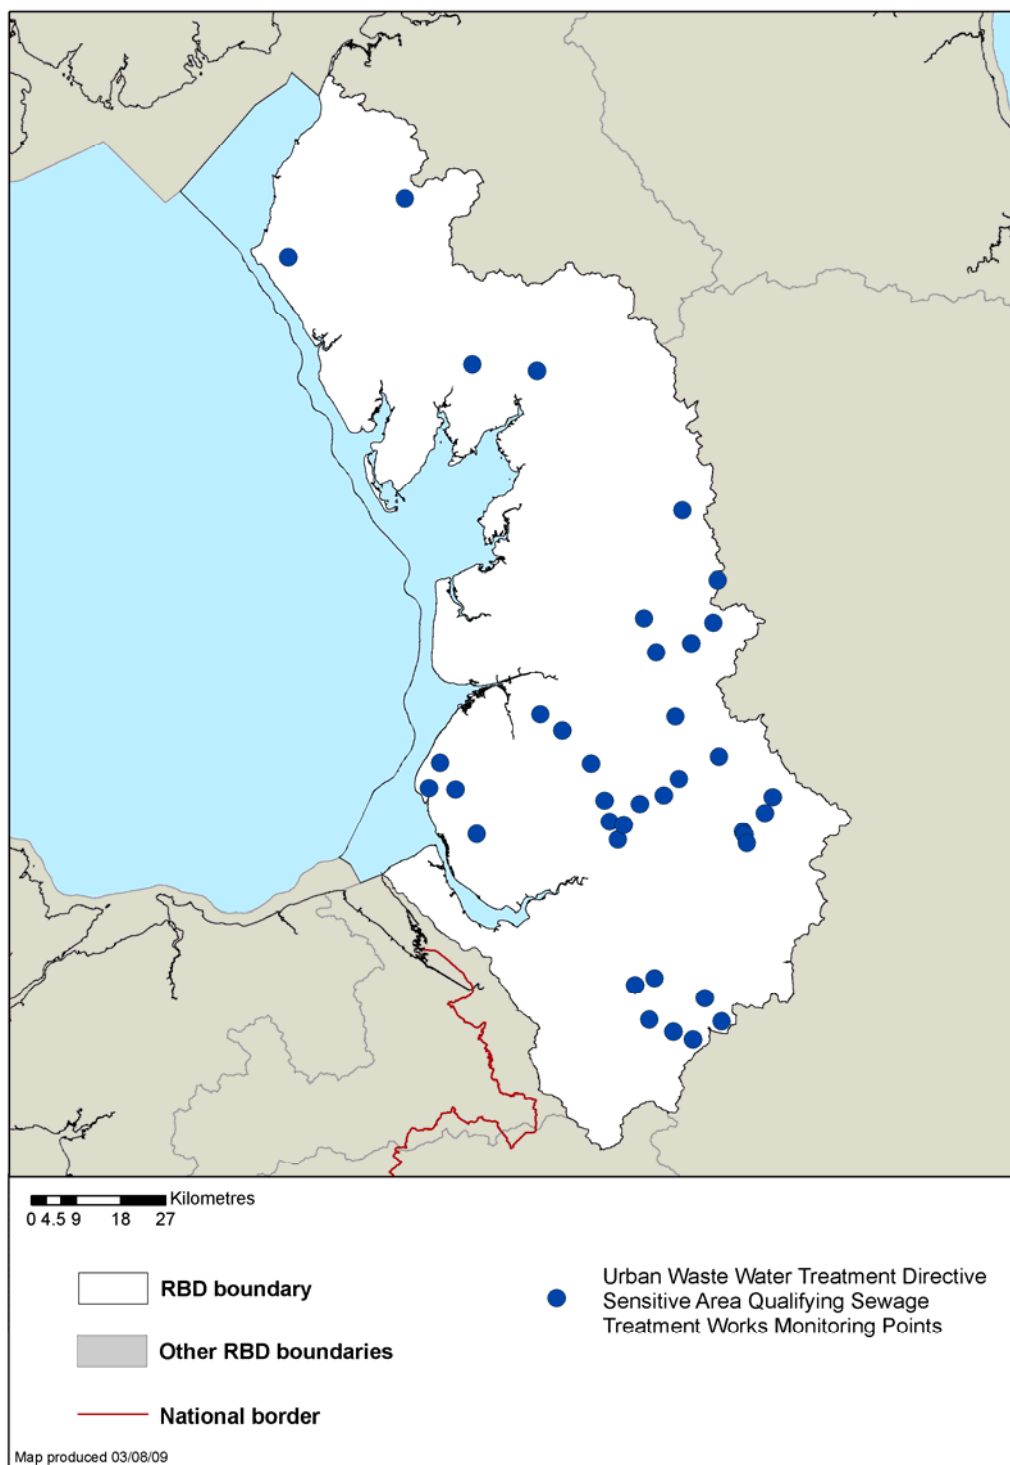 Kilometres
0 4.5 9 18 27
RBD boundary
Other RBD boundaries
National border
Urban Waste Water Treatment Directive
Sensitive Area Qualifying Sewage
Treatment Works Monitoring Points
Map produced 03/08/09